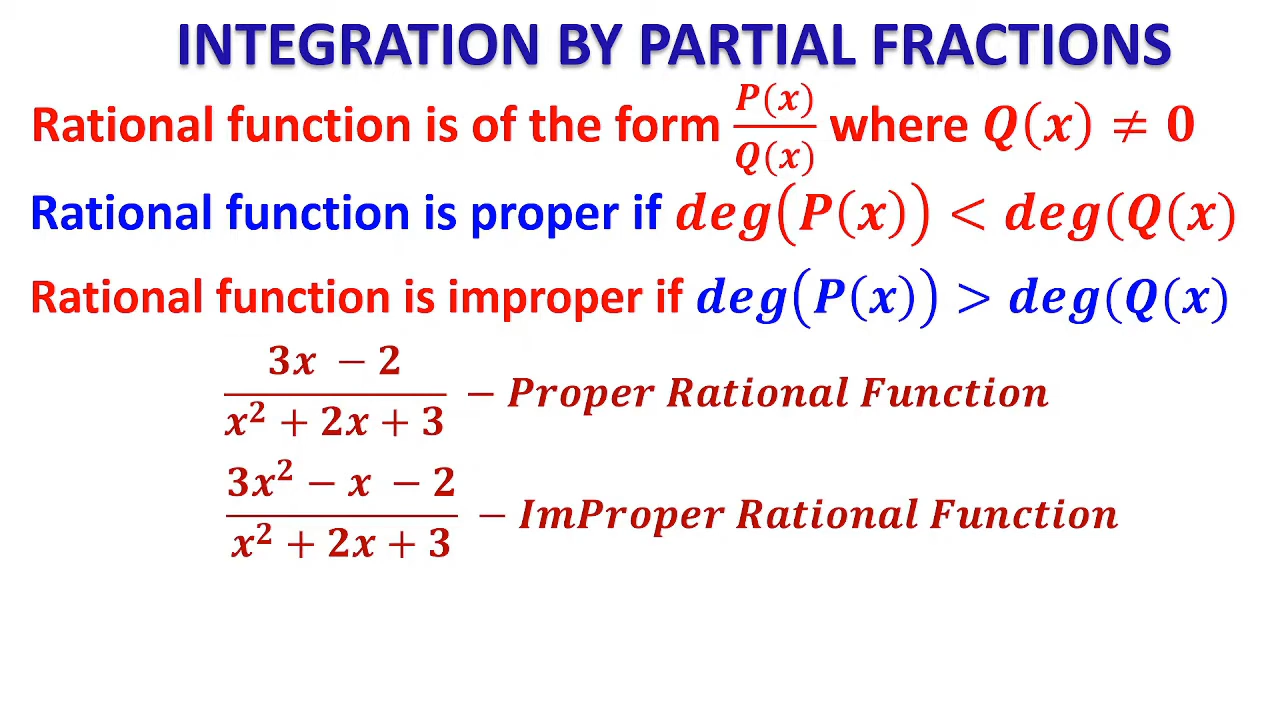 INTEGRATION BY PARTIAL FRACTIONS
Rational function is of the form P(x)/Q(x) where Q(x) ≠ 0
Rational function is proper if deg(P(x)) < deg(Q(x)
Rational function is improper if deg(P(x)) > deg(Q(x)
3x − 2
x² + 2x + 3 − Proper Rational Function
3x² − x − 2
x² + 2x + 3 − ImProper Rational Function